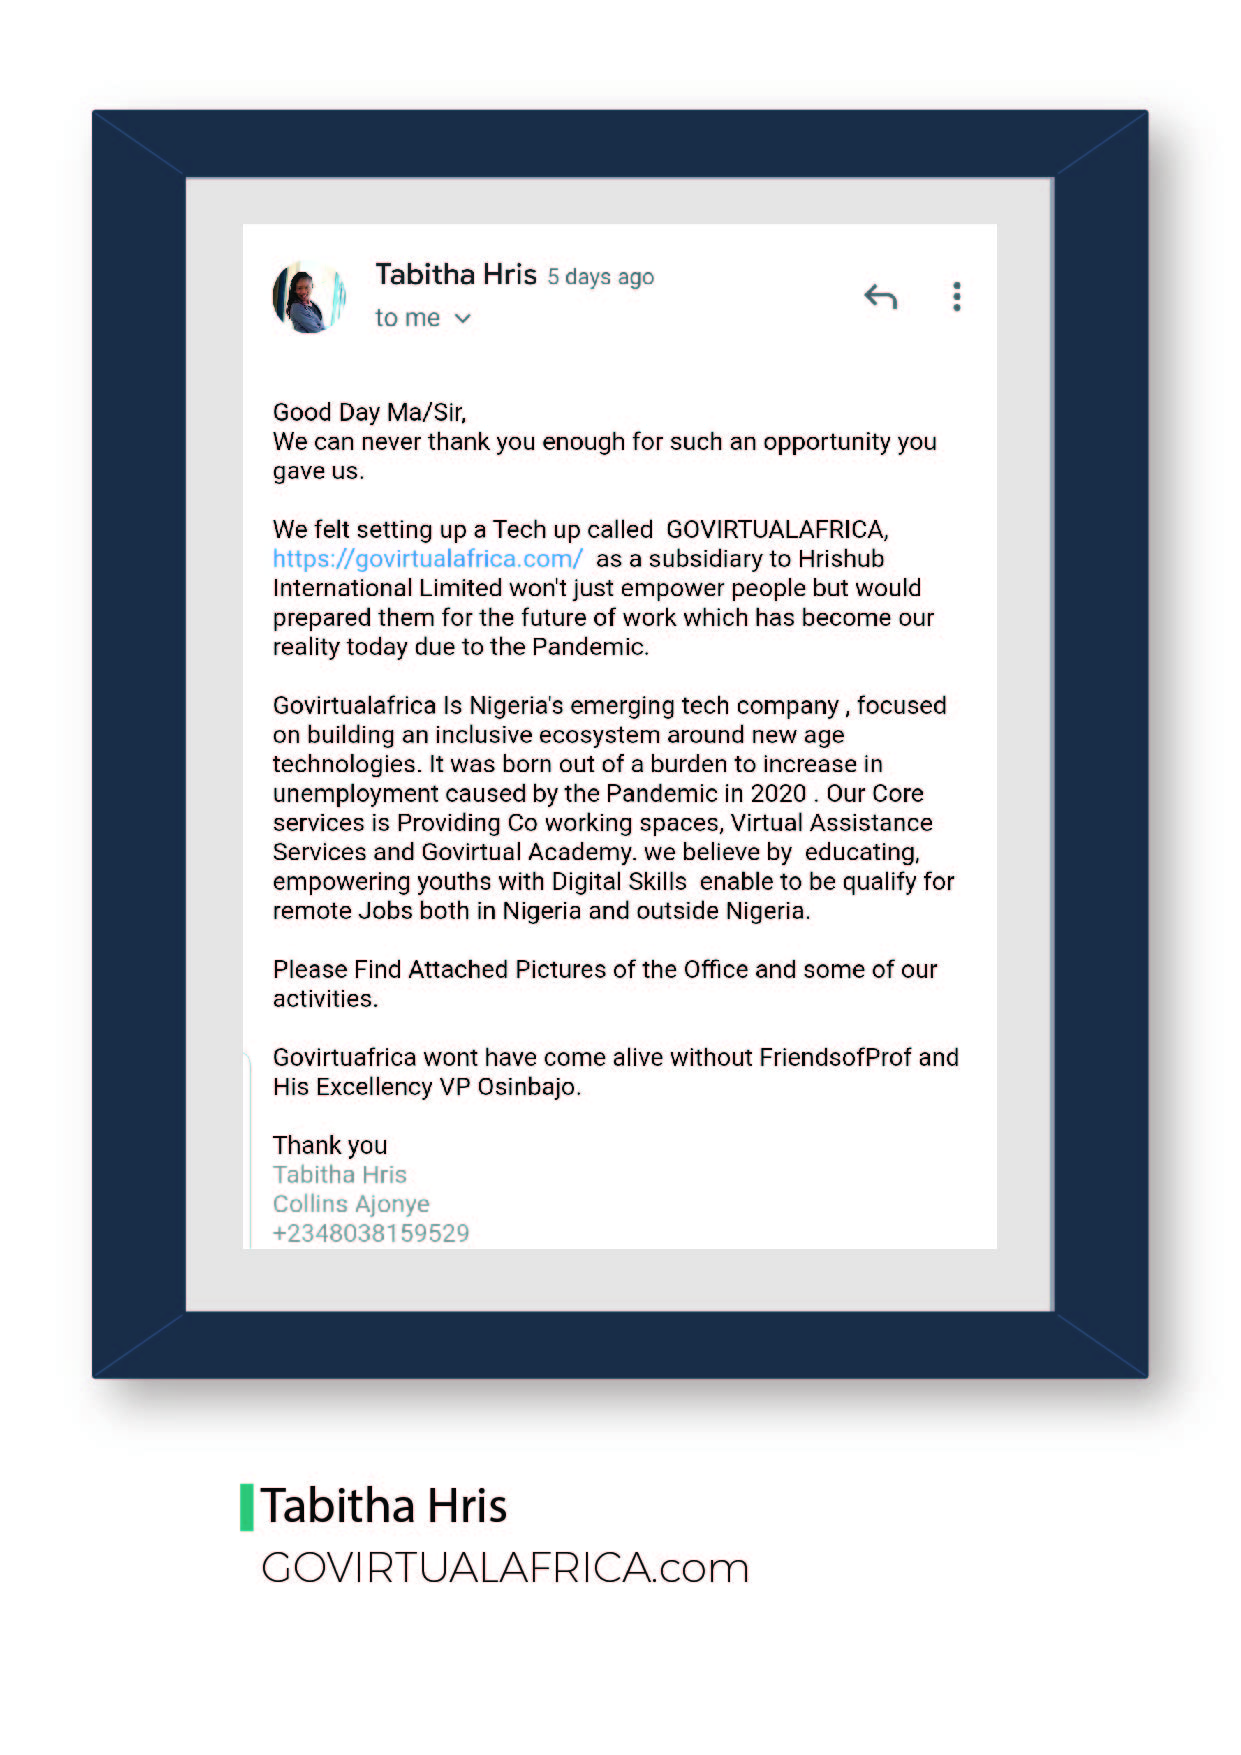 Tabitha Hris 5 days ago
to me
Good Day Ma/Sir,
We can never thank you enough for such an opportunity you
gave us.
We felt setting up a Tech up called  GOVIRTUALAFRICA,
https://govirtualafrica.com/  as a subsidiary to Hrishub
International Limited won't just empower people but would
prepared them for the future of work which has become our
reality today due to the Pandemic.
Govirtualafrica Is Nigeria's emerging tech company , focused
on building an inclusive ecosystem around new age
technologies. It was born out of a burden to increase in
unemployment caused by the Pandemic in 2020 . Our Core
services is Providing Co working spaces, Virtual Assistance
Services and Govirtual Academy. we believe by  educating,
empowering youths with Digital Skills  enable to be qualify for
remote Jobs both in Nigeria and outside Nigeria.
Please Find Attached Pictures of the Office and some of our
activities.
Govirtuafrica wont have come alive without FriendsofProf and
His Excellency VP Osinbajo.
Thank you
Tabitha Hris
Collins Ajonye
+2348038159529
Tabitha Hris
GOVIRTUALAFRICA.com